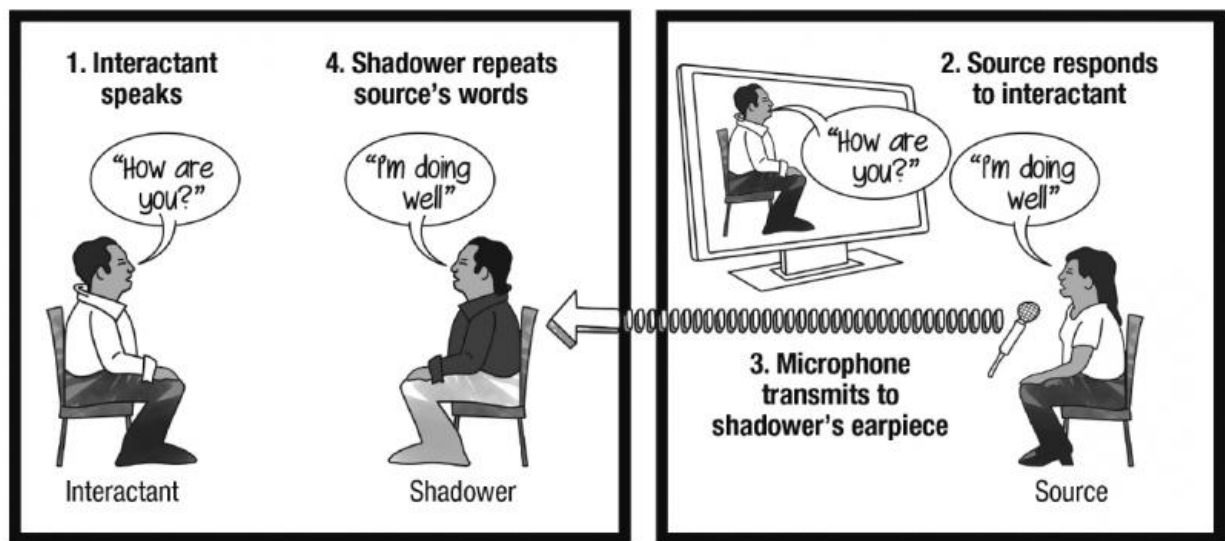 1. Interactant
speaks
"How are
you?"
Interactant
4. Shadower repeats
source's words
"I'm doing
well"
Shadower
2. Source responds
to interactant
"How are
you?"
"I'm doing
well"
3. Microphone
transmits to
shadower's earpiece
Source